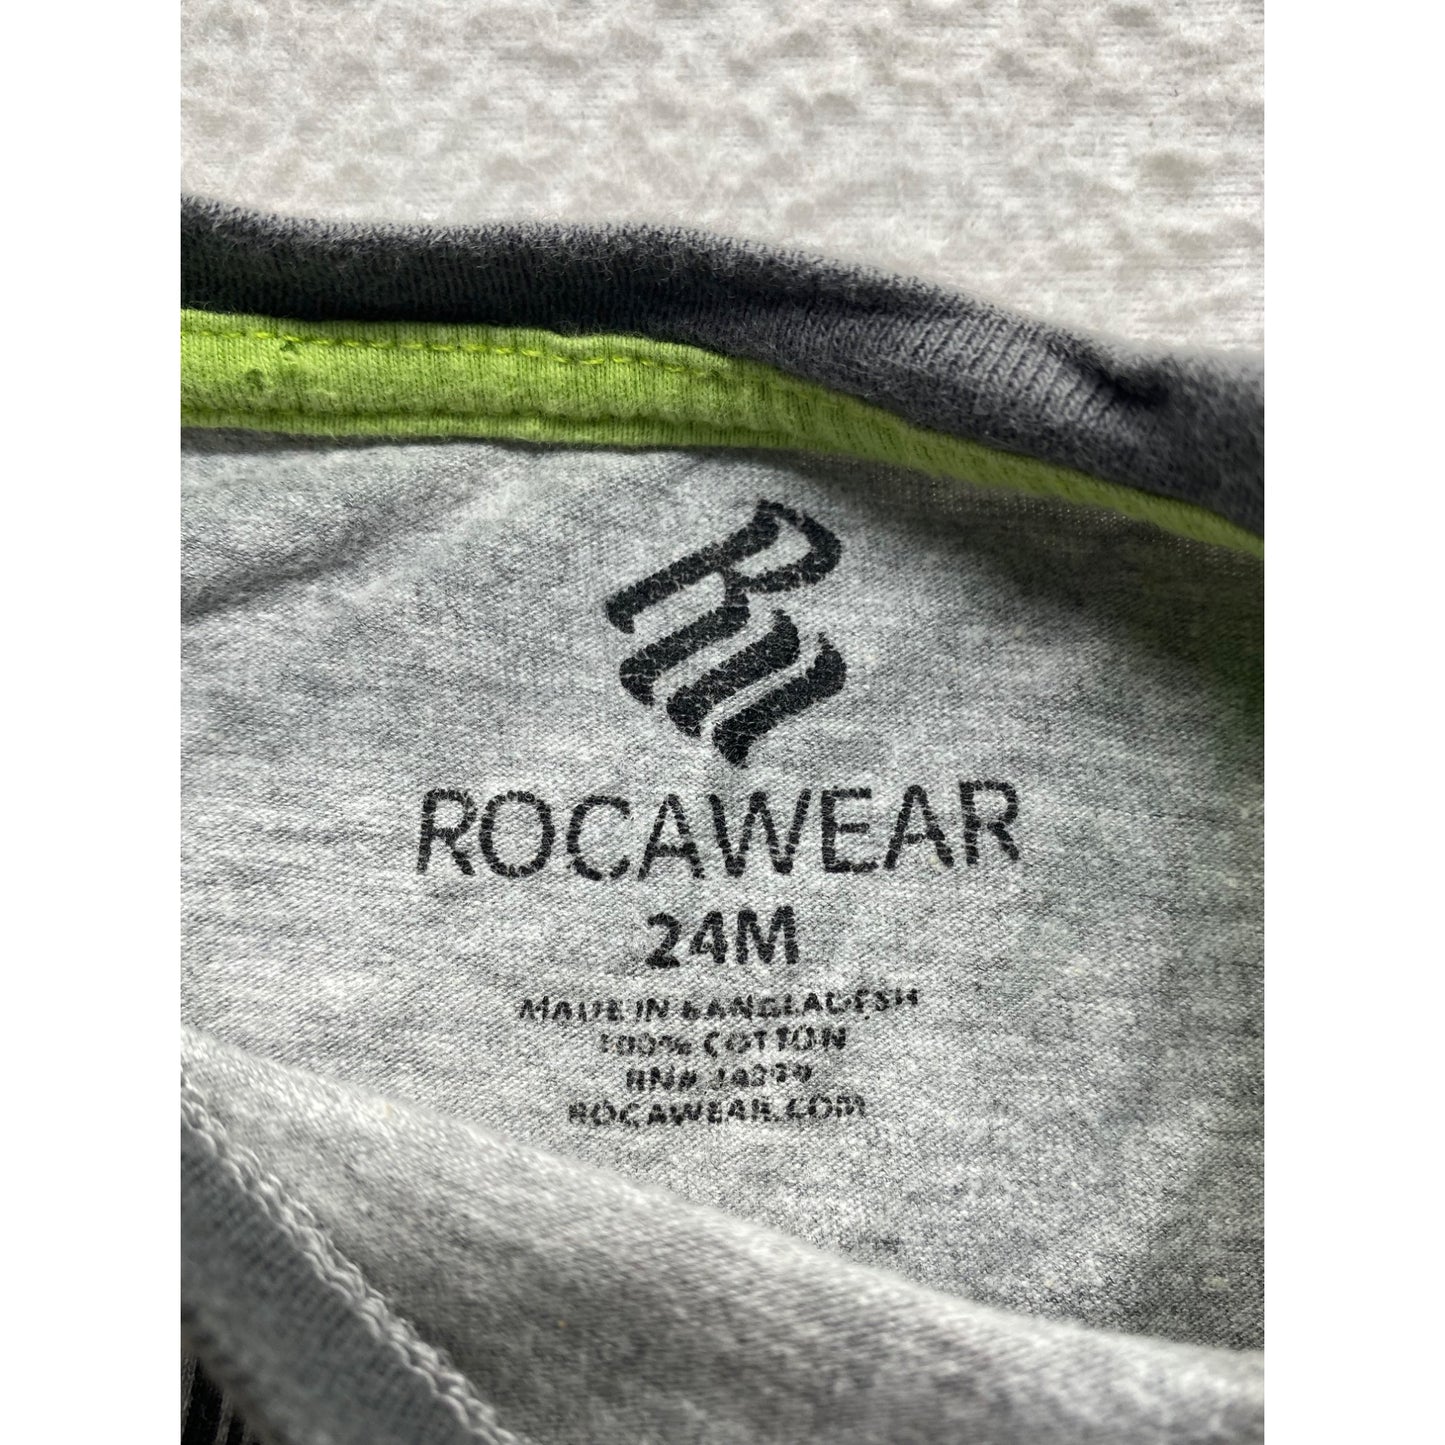 R
ROCAWEAR
24M
MADE IN BANGLADESH
100% COTTON
RN#
ROCAWEAR.COM